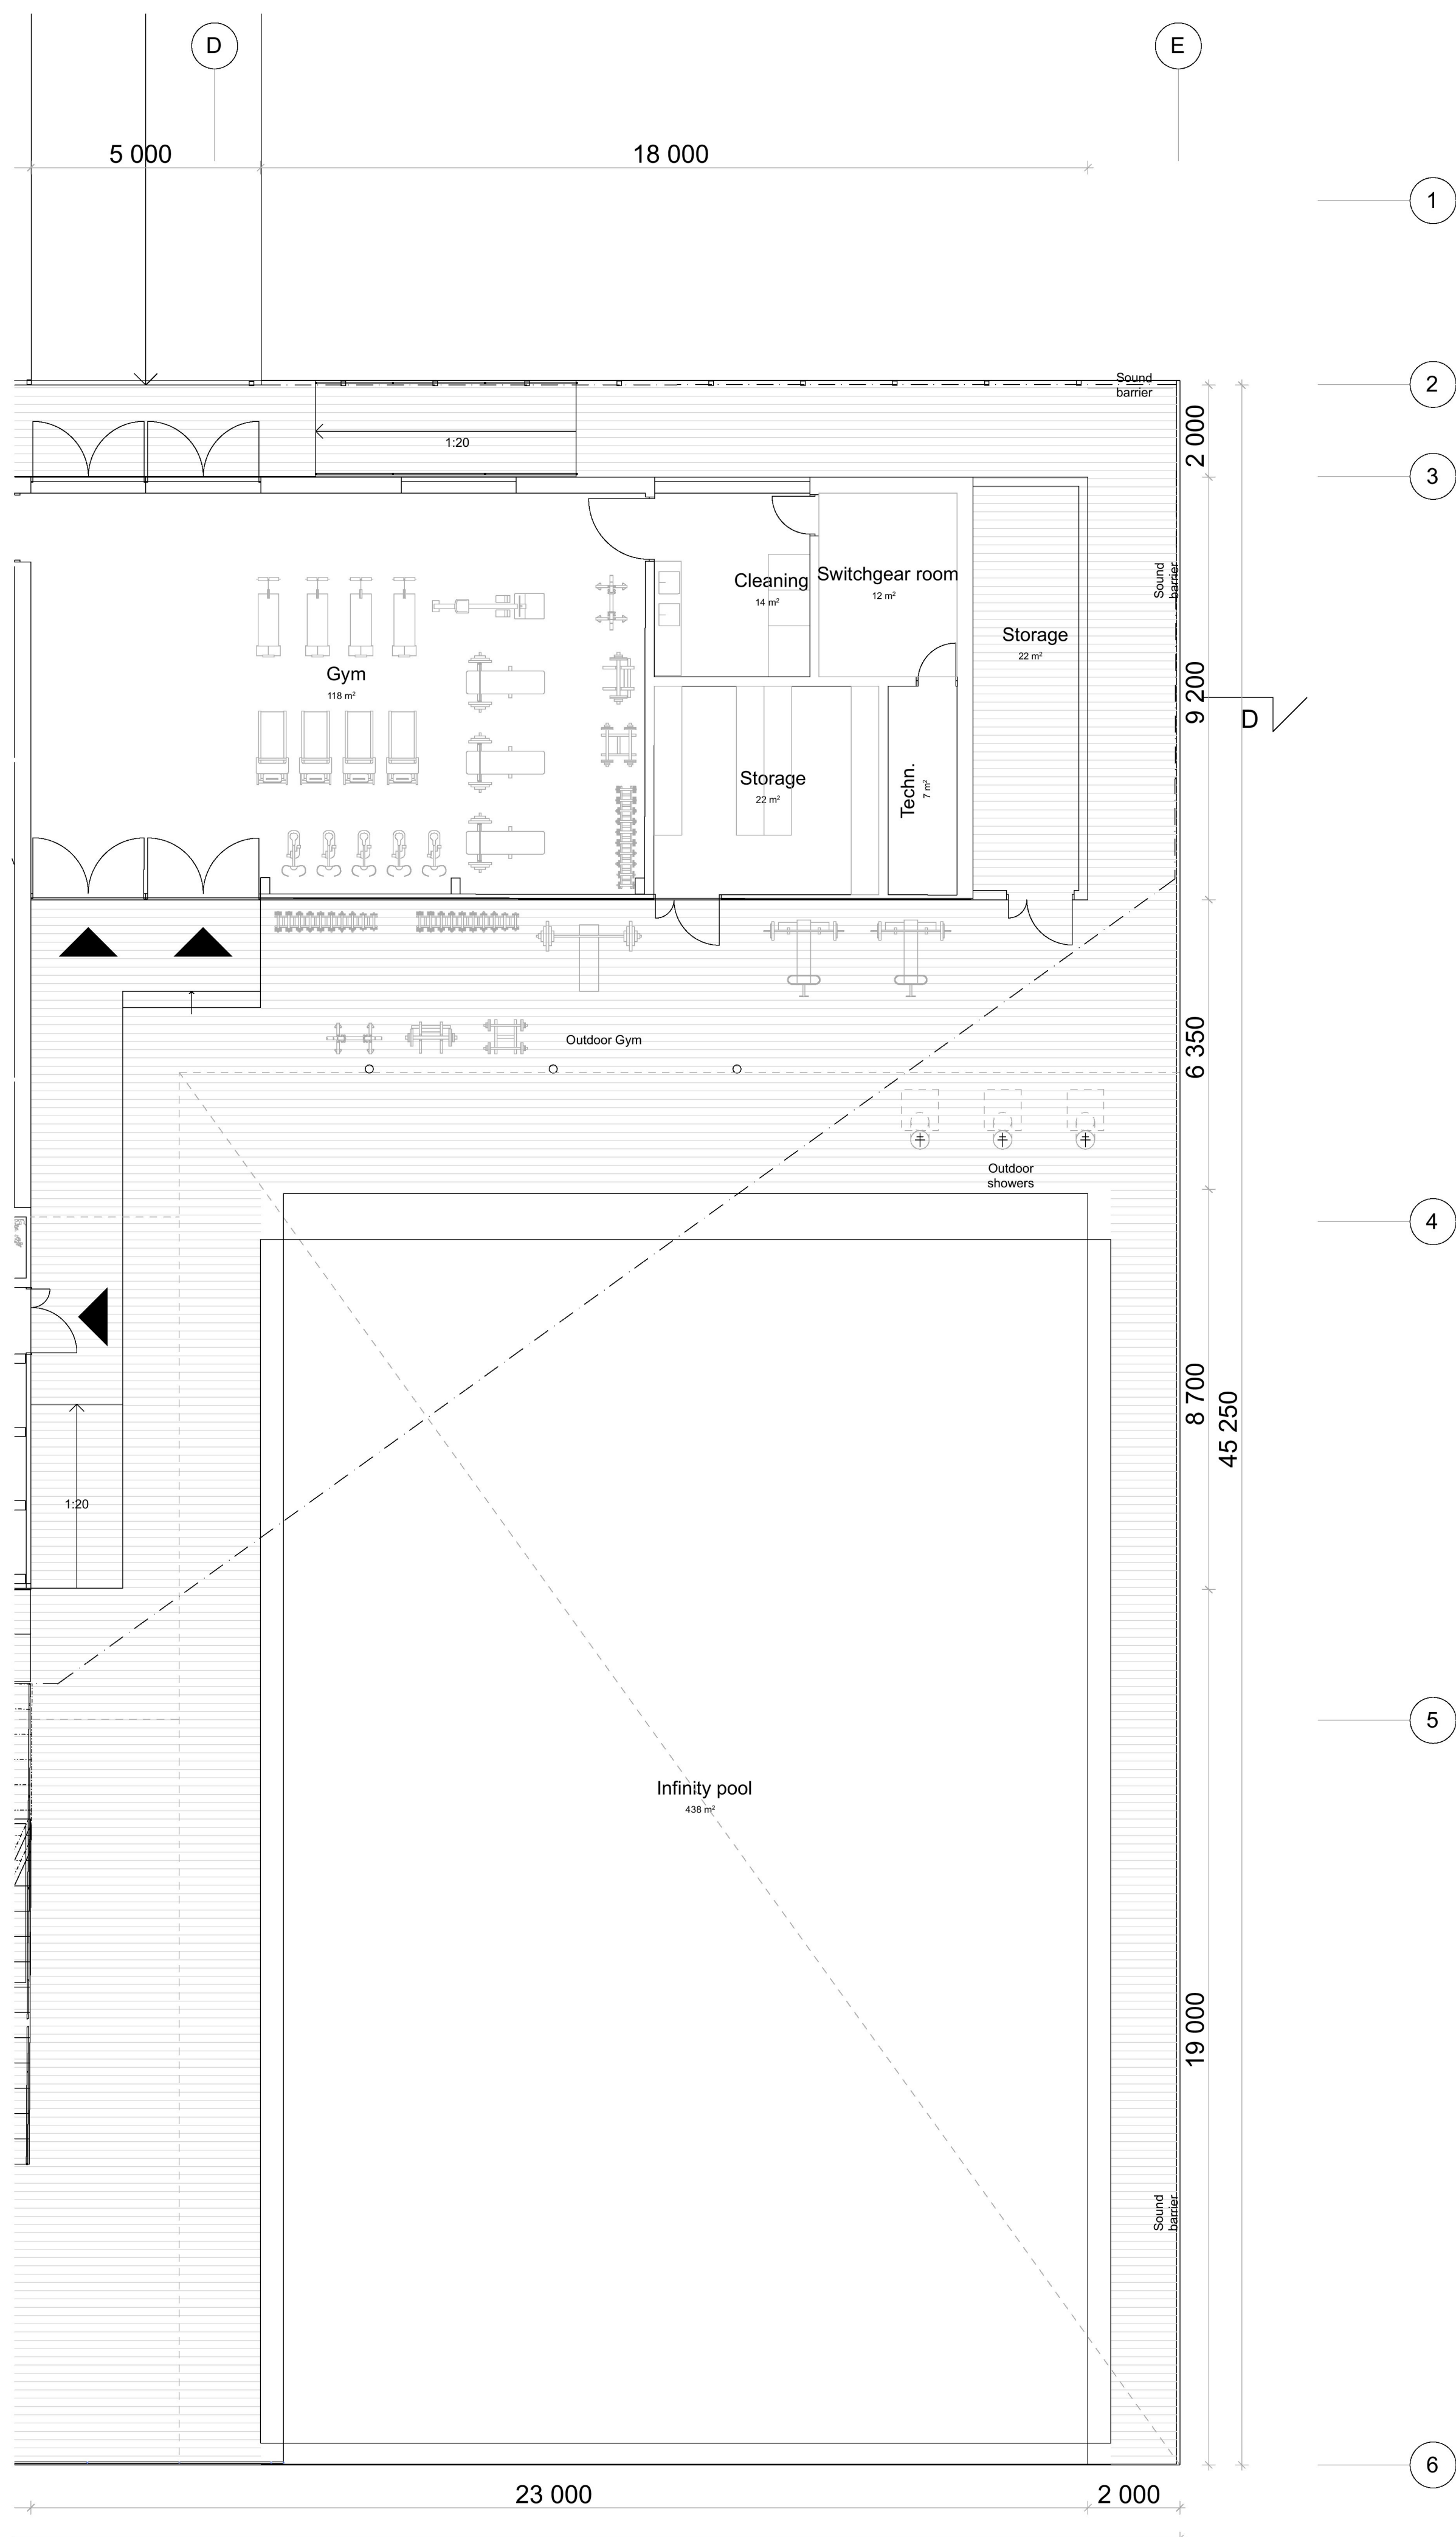 D
E
5 000
18 000
1
Sound
barrier
2
2 000
1:20
3
Cleaning
14 m²
Switchgear room
12 m²
Sound
barrier
Storage
22 m²
Gym
118 m²
9 200
D
Storage
22 m²
Techn.
7 m²
Outdoor Gym
6 350
Outdoor
showers
4
8 700
45 250
1:20
5
Infinity pool
438 m²
19 000
Sound
barrier
6
23 000
2 000